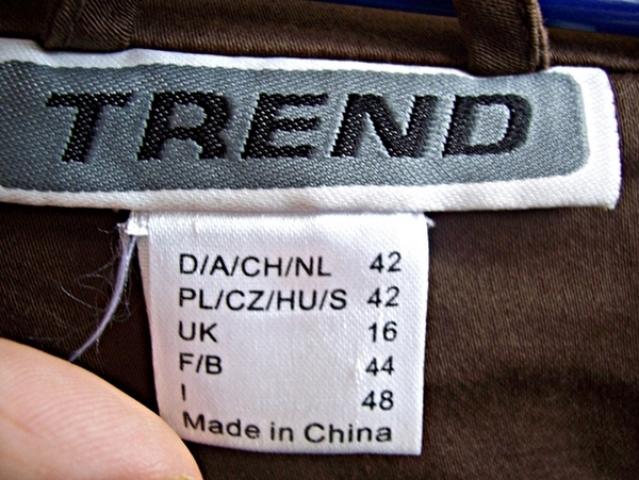 TREND
D/A/CH/NL 42
PL/CZ/HU/S 42
UK 16
F/B 44
I 48
Made in China